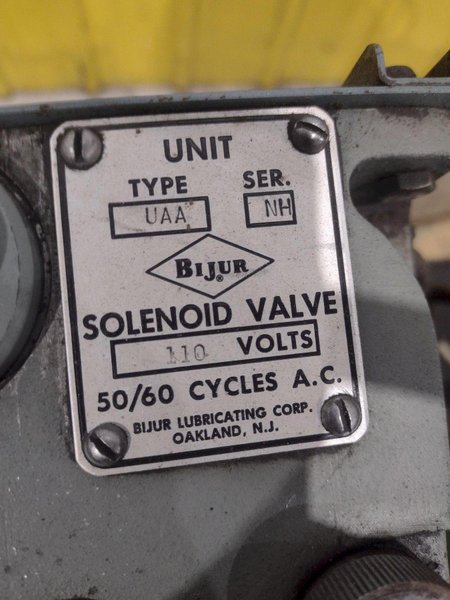 UNIT
TYPE SER.
UAA NH
BIJUR®
SOLENOID VALVE
110 VOLTS
50/60 CYCLES A.C.
BIJUR LUBRICATING CORP.
OAKLAND, N.J.